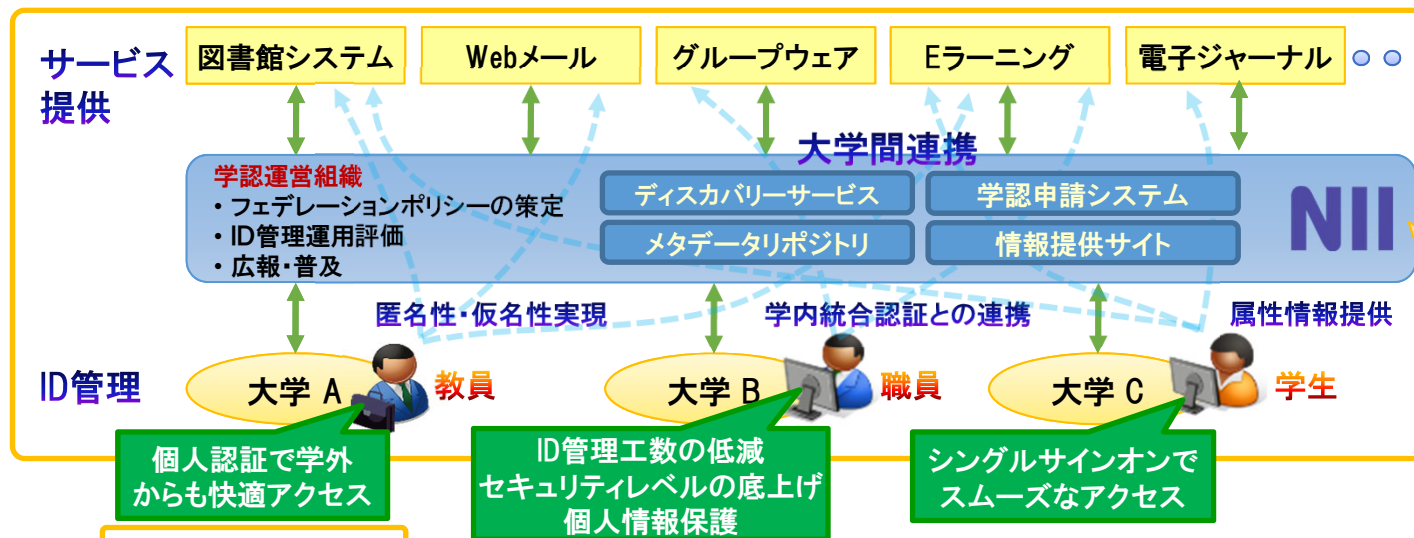 サービス
提供
図書館システム
Webメール
グループウェア
Eラーニング
電子ジャーナル
大学間連携
学認運営組織
・フェデレーションポリシーの策定
・ID管理運用評価
・広報・普及
ディスカバリーサービス
学認申請システム
メタデータリポジトリ
情報提供サイト
NII
匿名性・仮名性実現
学内統合認証との連携
属性情報提供
ID管理
大学 A
教員
大学 B
職員
大学 C
学生
個人認証で学外
からも快適アクセス
ID管理工数の低減
セキュリティレベルの底上げ
個人情報保護
シングルサインオンで
スムーズなアクセス